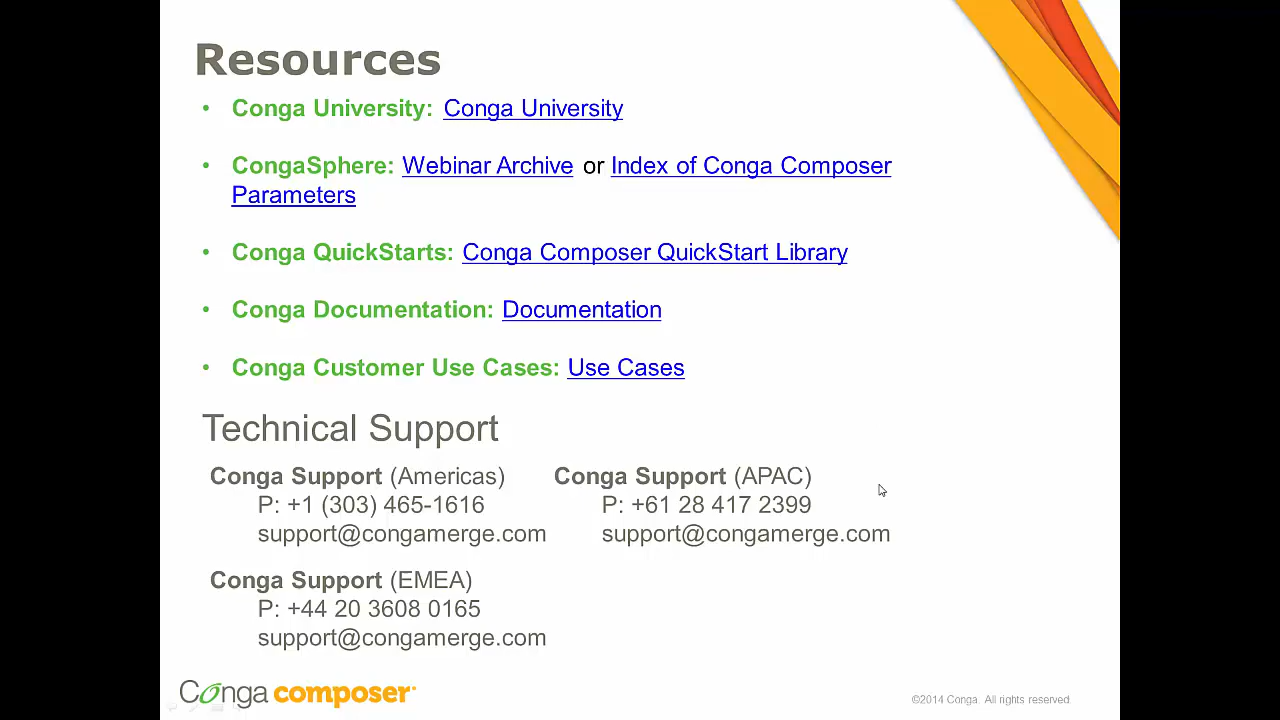 Resources
• Conga University: Conga University
• CongaSphere: Webinar Archive or Index of Conga Composer
Parameters
• Conga QuickStarts: Conga Composer QuickStart Library
• Conga Documentation: Documentation
• Conga Customer Use Cases: Use Cases
Technical Support
Conga Support (Americas)
P: +1 (303) 465-1616
support@congamerge.com
Conga Support (APAC)
P: +61 28 417 2399
support@congamerge.com
Conga Support (EMEA)
P: +44 20 3608 0165
support@congamerge.com
Conga composer
©2014 Conga. All rights reserved